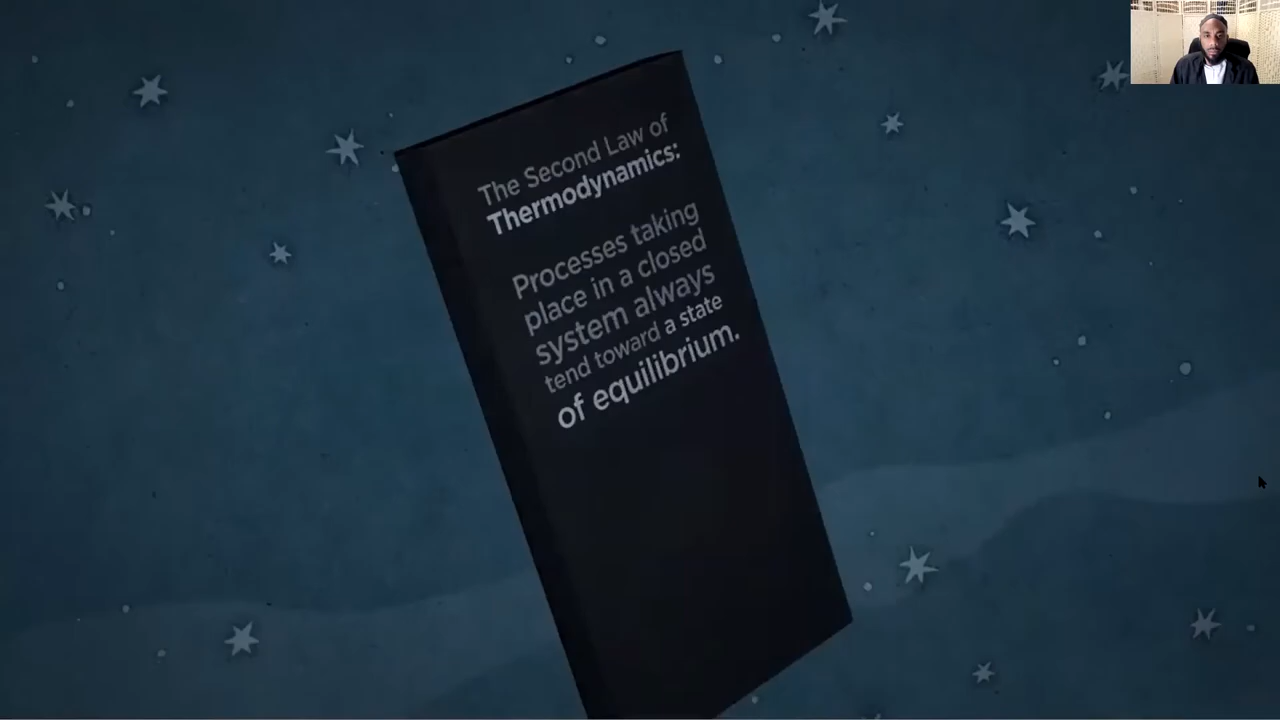 The Second Law of
Thermodynamics:
Processes taking
place in a closed
system always
tend toward a state
of equilibrium.